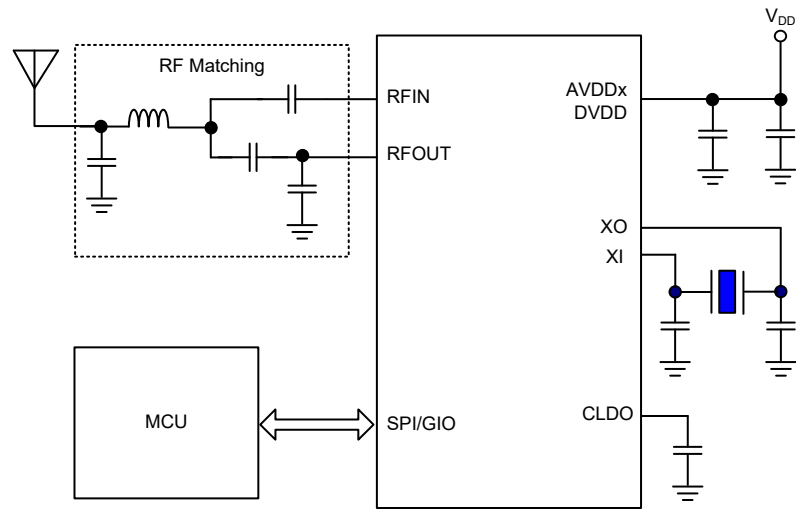 V_DD
RF Matching
RFIN
AVDDx
DVDD
RFOUT
XO
XI
MCU
SPI/GIO
CLDO